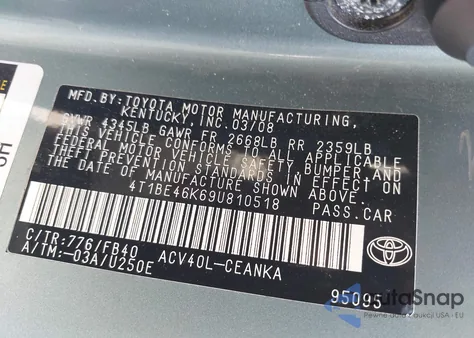 MFD.BY:TOYOTA MOTOR MANUFACTURING,
KENTUCKY,INC.03/08
GVWR 4345LB GAWR FR 2668LB RR 2359LB
THIS VEHICLE CONFORMS TO ALL APPLICABLE
FEDERAL MOTOR VEHICLE SAFETY, BUMPER,AND
THEFT PREVENTION STANDARDS IN EFFECT ON
THE DATE OF MANUFACTURE SHOWN ABOVE.
4T1BE46K69U810518 PASS.CAR
C/TR:776/FB40 ACV40L-CEANKA
A/TM:-03A/U250E
95095
TOYOTA
AutaSnap